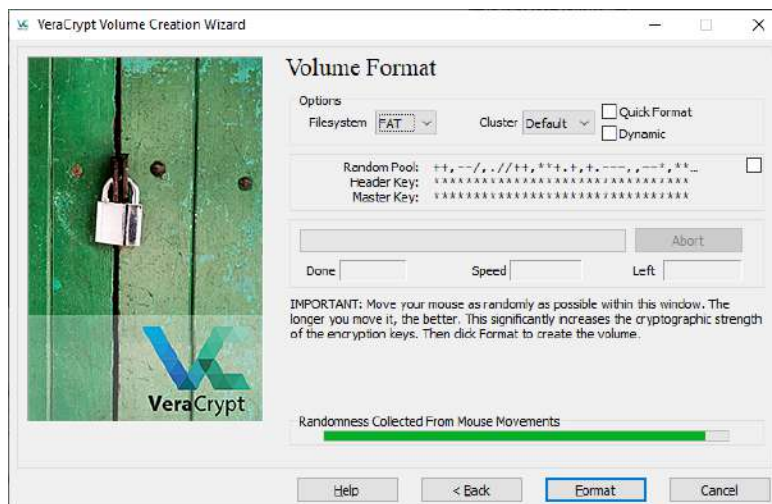 VeraCrypt Volume Creation Wizard
Volume Format
Options
Filesystem FAT Cluster Default Quick Format
Dynamic
Random Pool: ++,--/,.//++,**+.+,+.---,,--*,**…
Header Key: ********************************
Master Key: ********************************
Abort
Done Speed Left
IMPORTANT: Move your mouse as randomly as possible within this window. The
longer you move it, the better. This significantly increases the cryptographic strength
of the encryption keys. Then click Format to create the volume.
VeraCrypt
Randomness Collected From Mouse Movements
Help < Back Format Cancel